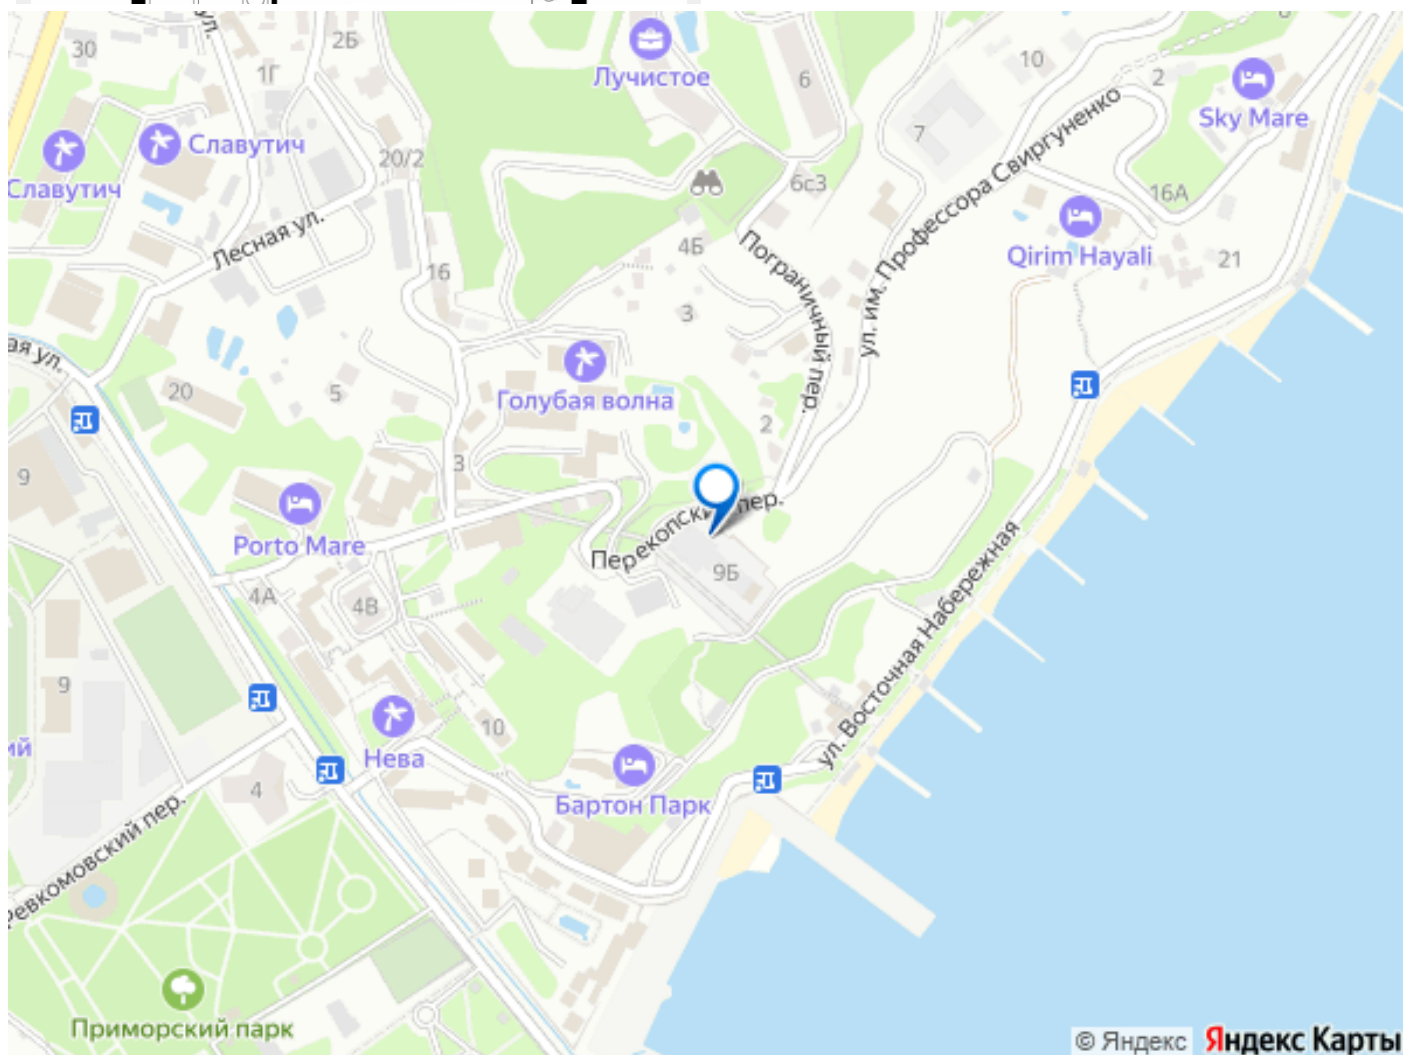 ул.
2Б
30
1Г
Лучистое
6
10
2
Sky Mare
Славутич
Славутич
20/2
7
6с3
16А
ул. им. Профессора Свиргуненко
Лесная ул.
4Б
Пограничный пер.
Qirim Hayali
21
16
3
ая ул.
20
5
Голубая волна
2
3
9
Перекопский пер.
Porto Mare
9Б
4А
4В
ул. Восточная Набережная
9
10
ий
Нева
4
Бартон Парк
Ревкомовский пер.
Приморский парк
© Яндекс Яндекс Карты